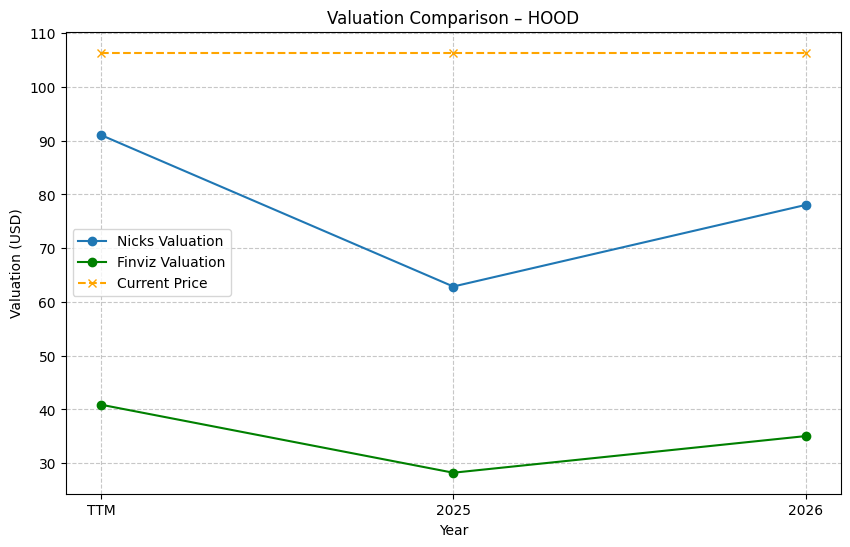 Valuation Comparison – HOOD
Valuation (USD)
110
100
90
80
70
60
50
40
30
Nicks Valuation
Finviz Valuation
Current Price
TTM
2025
2026
Year